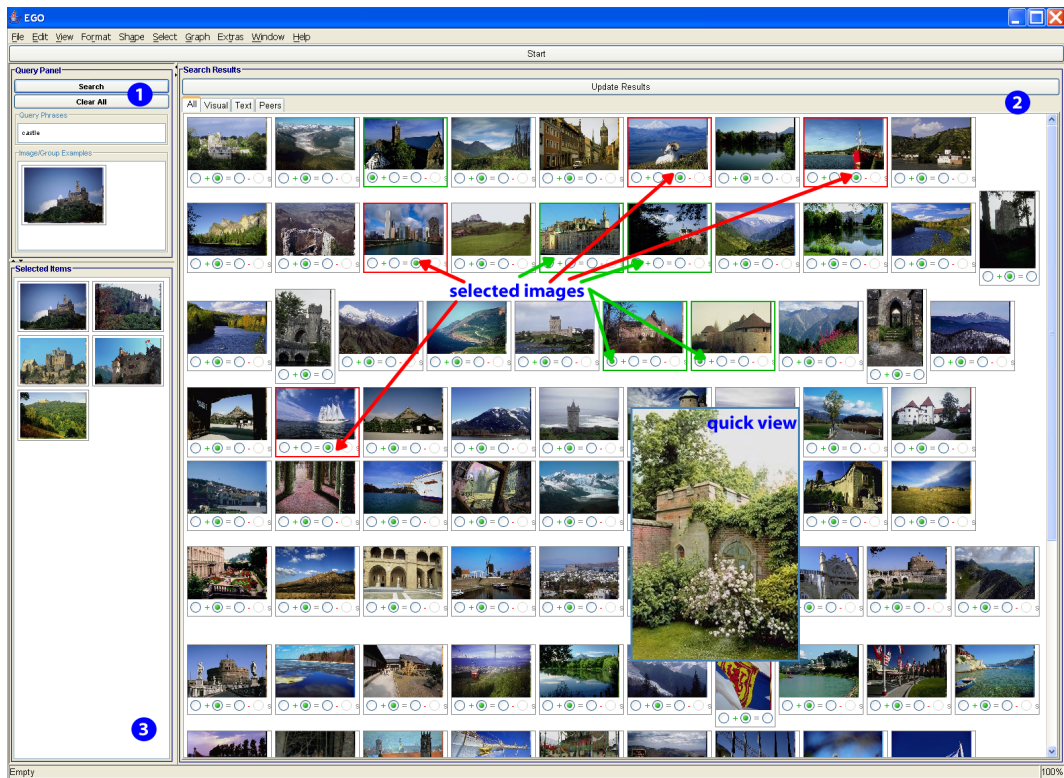 EGO
File Edit View Format Shape Select Graph Extras Window Help
Start
Query Panel
Search
Clear All
1
Query Phrases
castle
Image/Group Examples
Selected Items
3
Search Results
Update Results
2
All Visual Text Peers
selected images
quick view
Empty
100%